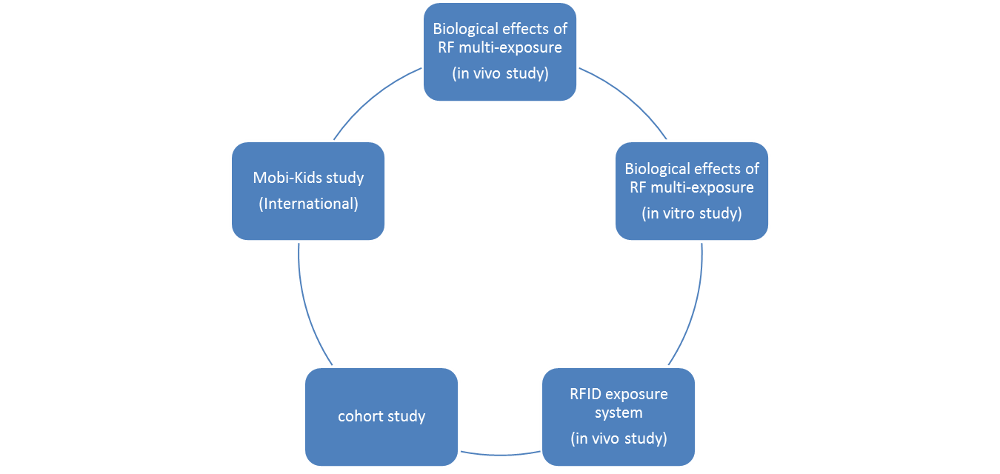 Biological effects of
RF multi-exposure
(in vivo study)
Biological effects of
RF multi-exposure
(in vitro study)
RFID exposure
system
(in vivo study)
cohort study
Mobi-Kids study
(International)